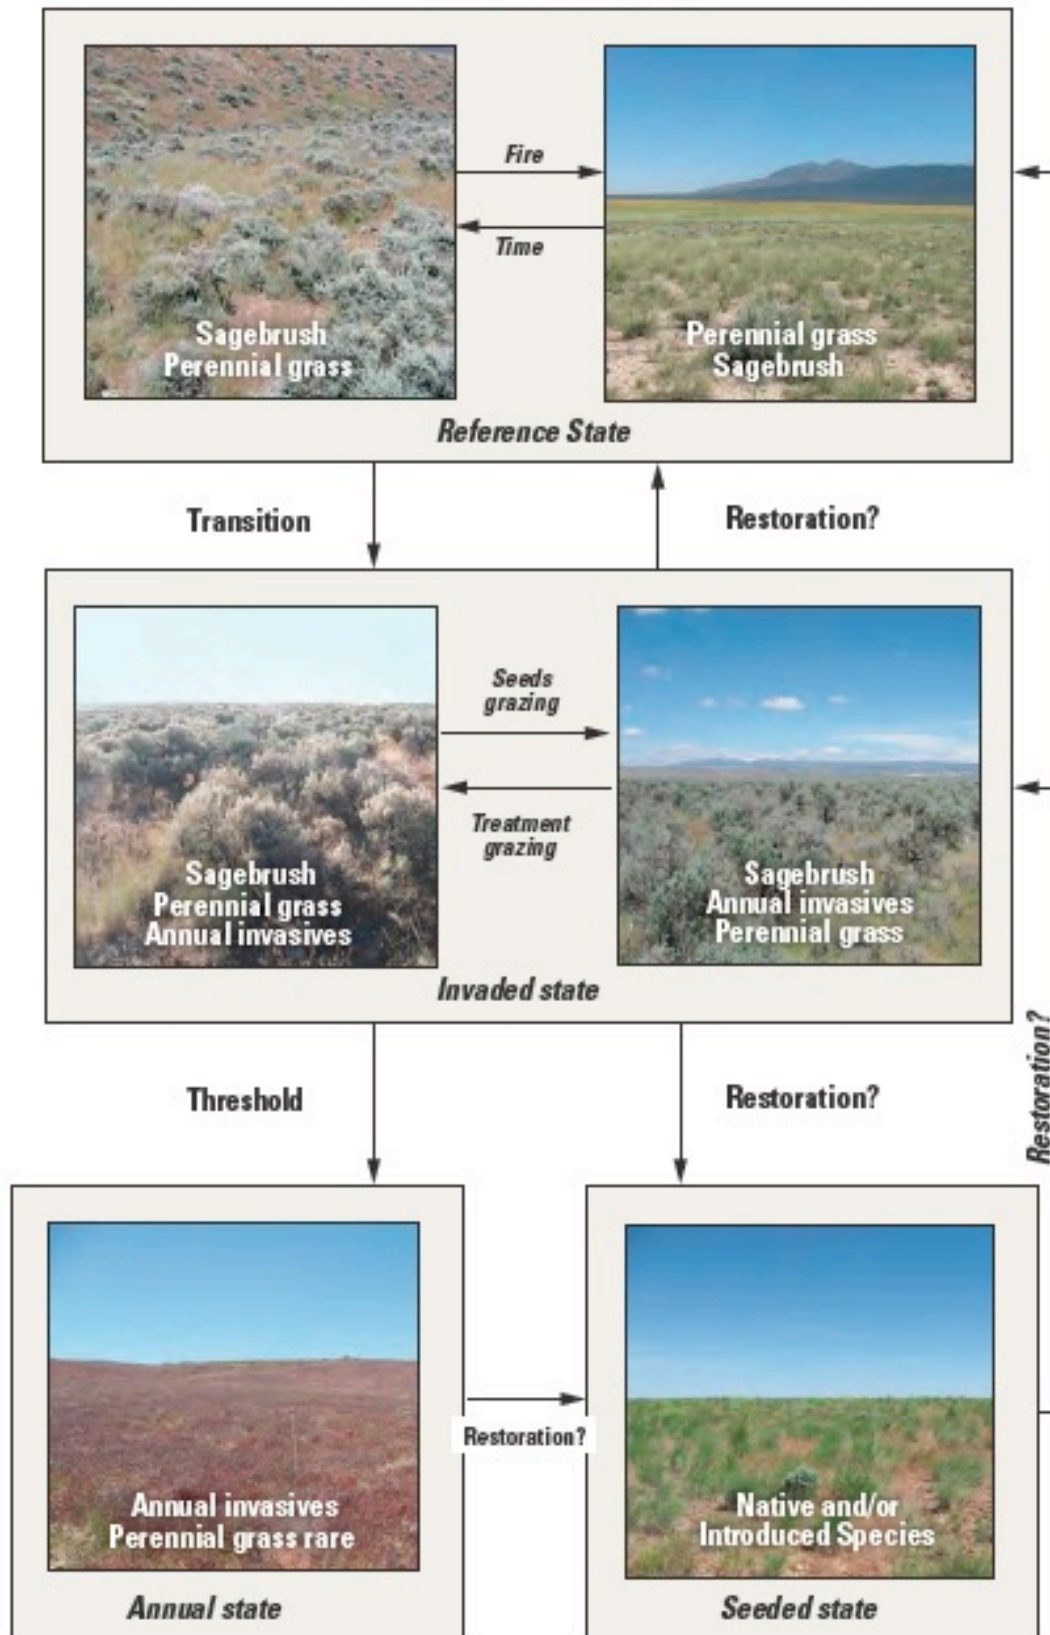 Fire
Time
Sagebrush
Perennial grass
Perennial grass
Sagebrush
Reference State
Transition
Restoration?
Seeds
grazing
Treatment
grazing
Sagebrush
Perennial grass
Annual invasives
Sagebrush
Annual invasives
Perennial grass
Invaded state
Threshold
Restoration?
Restoration?
Restoration?
Annual invasives
Perennial grass rare
Native and/or
Introduced Species
Annual state
Seeded state